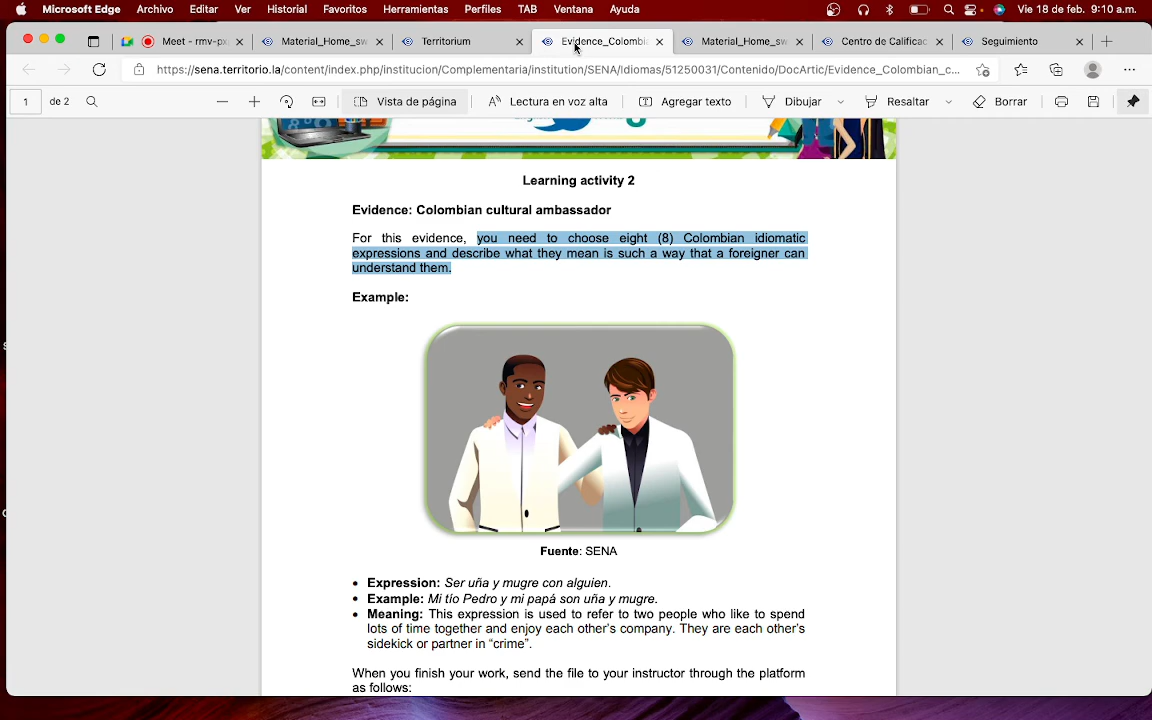 Microsoft Edge Archivo Editar Ver Historial Favoritos Herramientas Perfiles TAB Ventana Ayuda Vie 18 de feb. 9:10 a.m.
Meet - rmv-px Material_Home_sw Territorium Evidence_Colombi Material_Home_sw Centro de Calificac Seguimiento
https://sena.territorio.la/content/index.php/institucion/Complementaria/institution/SENA/Idiomas/51250031/Contenido/DocArtic/Evidence_Colombian_c...
1 de 2 Vista de página Lectura en voz alta Agregar texto Dibujar Resaltar Borrar
Learning activity 2
Evidence: Colombian cultural ambassador
For this evidence, you need to choose eight (8) Colombian idiomatic
expressions and describe what they mean is such a way that a foreigner can
understand them.
Example:
Fuente: SENA
• Expression: Ser uña y mugre con alguien.
• Example: Mi tío Pedro y mi papá son uña y mugre.
• Meaning: This expression is used to refer to two people who like to spend
lots of time together and enjoy each other's company. They are each other's
sidekick or partner in "crime".
When you finish your work, send the file to your instructor through the platform
as follows: